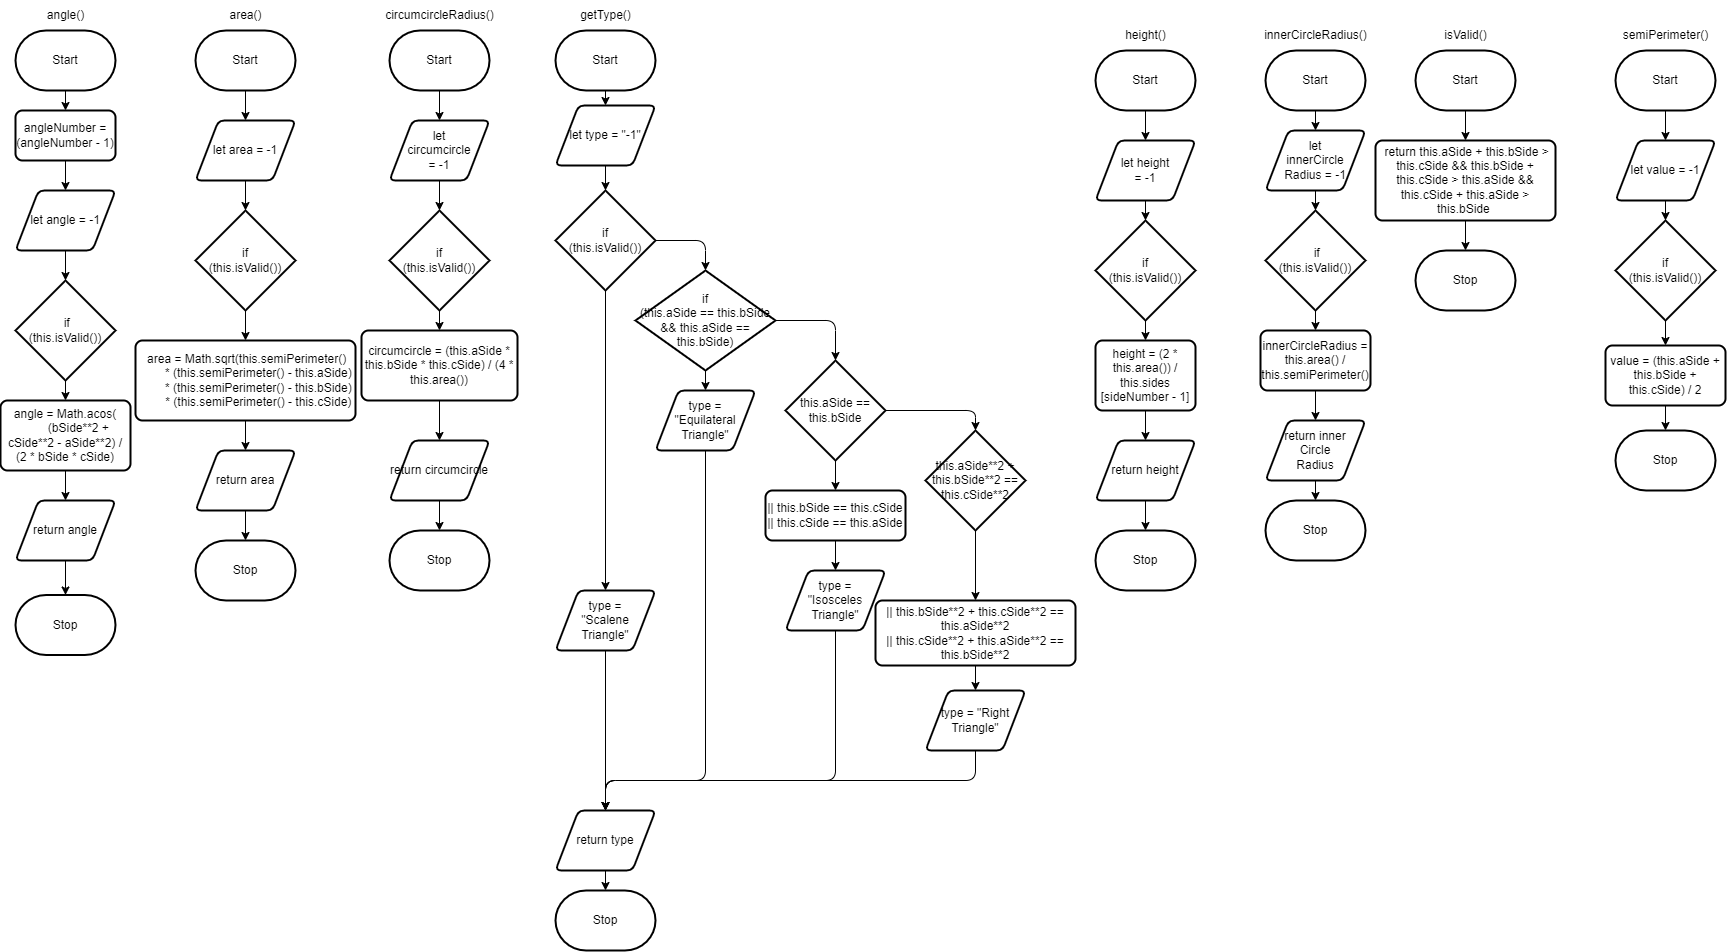 angle()
Start
angleNumber =
(angleNumber - 1)
let angle = -1
if
(this.isValid())
angle = Math.acos(
(bSide**2 +
cSide**2 - aSide**2) /
(2 * bSide * cSide)
return angle
Stop
area()
Start
let area = -1
if
(this.isValid())
area = Math.sqrt(this.semiPerimeter()
* (this.semiPerimeter() - this.aSide)
* (this.semiPerimeter() - this.bSide)
* (this.semiPerimeter() - this.cSide)
return area
Stop
circumcircleRadius()
Start
let
circumcircle
= -1
if
(this.isValid())
circumcircle = (this.aSide *
this.bSide * this.cSide) / (4 *
this.area())
return circumcircle
Stop
getType()
Start
let type = "-1"
if
(this.isValid())
if
(this.aSide == this.bSide
&& this.aSide ==
this.bSide)
type =
"Equilateral
Triangle"
this.aSide ==
this.bSide
|| this.bSide == this.cSide
|| this.cSide == this.aSide
type =
"Isosceles
Triangle"
this.aSide**2 +
this.bSide**2 ==
this.cSide**2
|| this.bSide**2 + this.cSide**2 ==
this.aSide**2
|| this.cSide**2 + this.aSide**2 ==
this.bSide**2
type = "Right
Triangle"
type =
"Scalene
Triangle"
return type
Stop
height()
Start
let height
= -1
if
(this.isValid())
height = (2 *
this.area()) /
this.sides
[sideNumber - 1]
return height
Stop
innerCircleRadius()
Start
let
innerCircle
Radius = -1
if
(this.isValid())
innerCircleRadius =
this.area() /
this.semiPerimeter()
return inner
Circle
Radius
Stop
isValid()
Start
return this.aSide + this.bSide >
this.cSide && this.bSide +
this.cSide > this.aSide &&
this.cSide + this.aSide >
this.bSide
Stop
semiPerimeter()
Start
let value = -1
if
(this.isValid())
value = (this.aSide +
this.bSide +
this.cSide) / 2
Stop